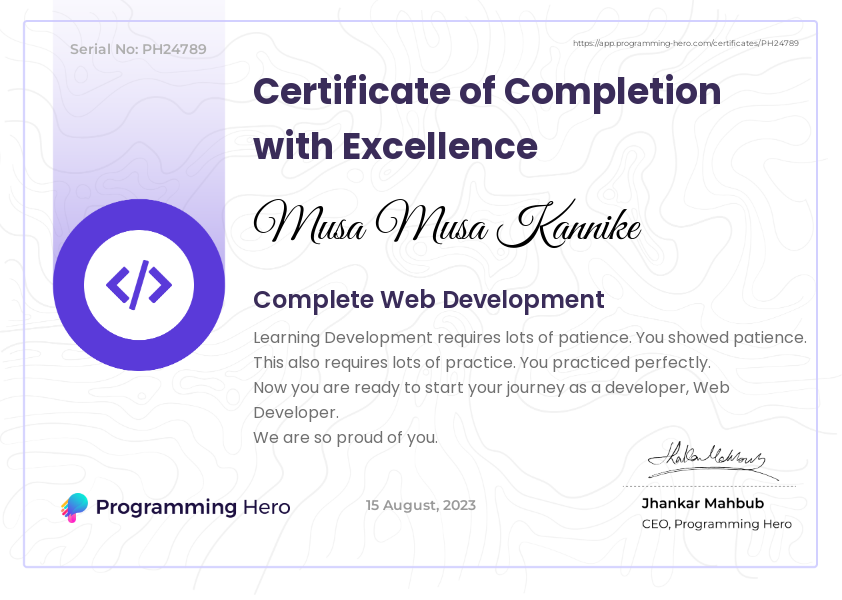 Serial No: PH24789
https://app.programming-hero.com/certificates/PH24789
Certificate of Completion
with Excellence
Musa Musa Kannike
Complete Web Development
Learning Development requires lots of patience. You showed patience.
This also requires lots of practice. You practiced perfectly.
Now you are ready to start your journey as a developer, Web
Developer.
We are so proud of you.
Programming Hero
15 August, 2023
Jhankar Mahbub
CEO, Programming Hero